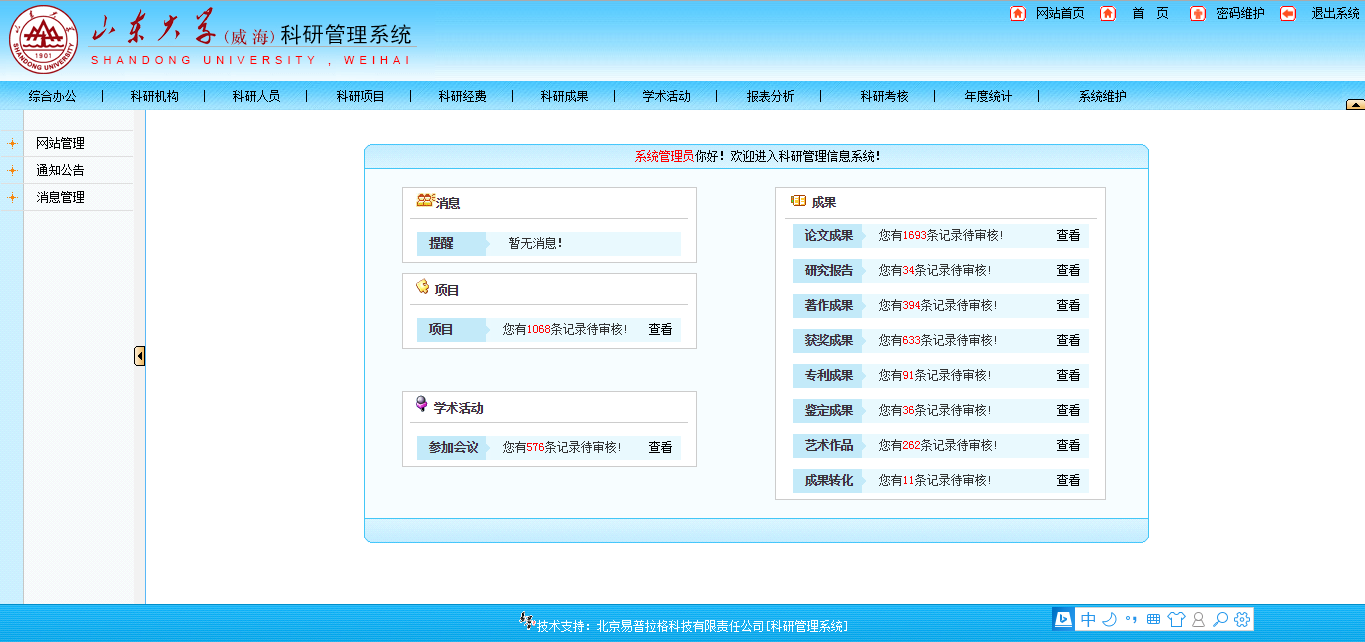 网站首页 首 页 密码维护 退出系统
山东大学(威海)科研管理系统
SHANDONG UNIVERSITY , WEIHAI
SHANDONG UNIVERSITY
1901
综合办公 科研机构 科研人员 科研项目 科研经费 科研成果 学术活动 报表分析 科研考核 年度统计 系统维护
网站管理
通知公告
消息管理
系统管理员你好!欢迎进入科研管理信息系统!
消息
提醒 暂无消息!
项目
项目 您有1068条记录待审核! 查看
学术活动
参加会议 您有576条记录待审核! 查看
成果
论文成果 您有1693条记录待审核! 查看
研究报告 您有34条记录待审核! 查看
著作成果 您有394条记录待审核! 查看
获奖成果 您有633条记录待审核! 查看
专利成果 您有91条记录待审核! 查看
鉴定成果 您有36条记录待审核! 查看
艺术作品 您有262条记录待审核! 查看
成果转化 您有11条记录待审核! 查看
技术支持:北京易普拉格科技有限责任公司[科研管理系统]
中